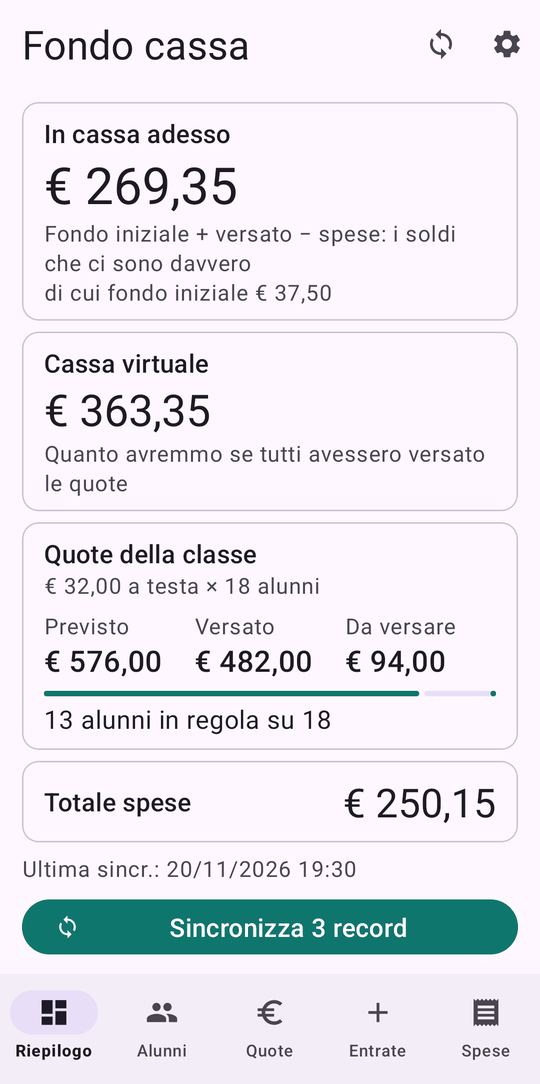 Fondo cassa
In cassa adesso
€ 269,35
Fondo iniziale + versato − spese: i soldi
che ci sono davvero
di cui fondo iniziale € 37,50
Cassa virtuale
€ 363,35
Quanto avremmo se tutti avessero versato
le quote
Quote della classe
€ 32,00 a testa × 18 alunni
Previsto Versato Da versare
€ 576,00 € 482,00 € 94,00
13 alunni in regola su 18
Totale spese € 250,15
Ultima sincr.: 20/11/2026 19:30
Sincronizza 3 record
Riepilogo Alunni Quote Entrate Spese